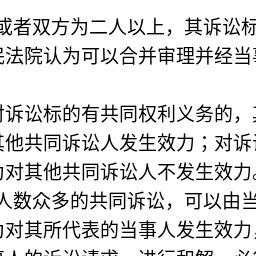 或者双方为二人以上，其诉讼标
民法院认为可以合并审理并经当事
对诉讼标的有共同权利义务的，其
其他共同诉讼人发生效力；对诉讼
为对其他共同诉讼人不发生效力。
人数众多的共同诉讼，可以由当
为对其所代表的当事人发生效力，